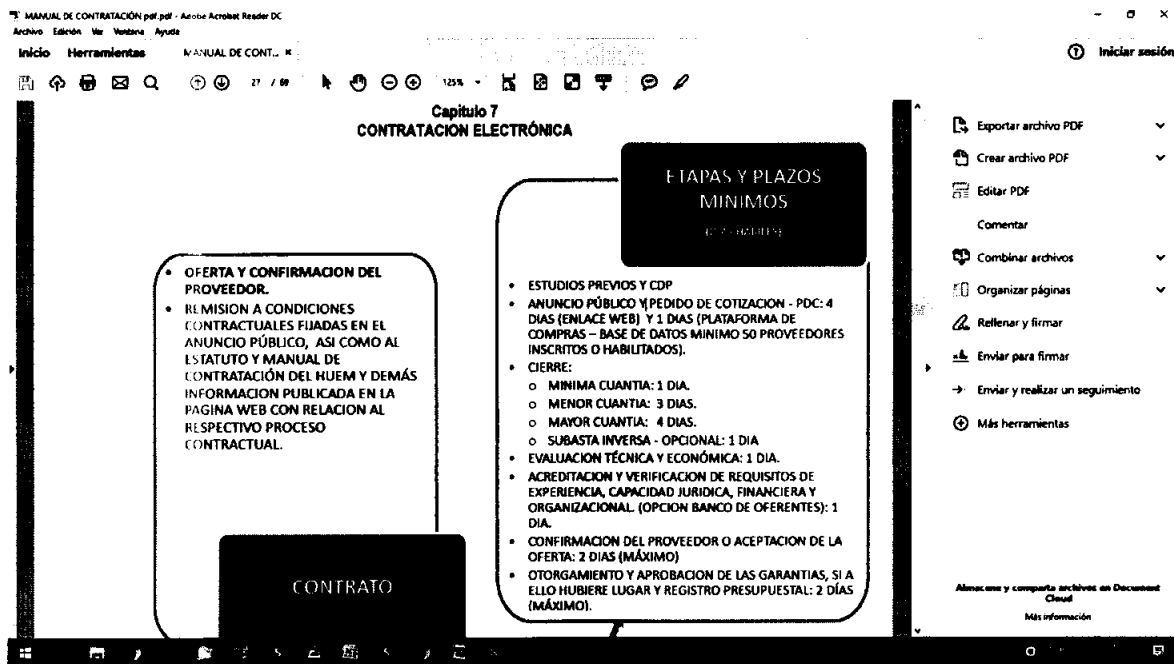 MANUAL DE CONTRATACIÓN pdf.pdf - Adobe Acrobat Reader DC
Archivo Edición Ver Ventana Ayuda
Inicio Herramientas MANUAL DE CONT... ×
Iniciar sesión
27 / 69
125%
Capitulo 7
CONTRATACION ELECTRÓNICA
OFERTA Y CONFIRMACION DEL
PROVEEDOR.
REMISION A CONDICIONES
CONTRACTUALES FIJADAS EN EL
ANUNCIO PÚBLICO, ASI COMO AL
ESTATUTO Y MANUAL DE
CONTRATACIÓN DEL HUEM Y DEMÁS
INFORMACION PUBLICADA EN LA
PAGINA WEB CON RELACION AL
RESPECTIVO PROCESO
CONTRACTUAL.
CONTRATO
ETAPAS Y PLAZOS
MINIMOS
ESTUDIOS PREVIOS Y CDP
ANUNCIO PÚBLICO Y PEDIDO DE COTIZACION - PDC: 4
DIAS (ENLACE WEB) Y 1 DIAS (PLATAFORMA DE
COMPRAS – BASE DE DATOS MINIMO 50 PROVEEDORES
INSCRITOS O HABILITADOS).
CIERRE:
MINIMA CUANTIA: 1 DIA.
MENOR CUANTIA: 3 DIAS.
MAYOR CUANTIA: 4 DIAS.
SUBASTA INVERSA - OPCIONAL: 1 DIA
EVALUACION TÉCNICA Y ECONÓMICA: 1 DIA.
ACREDITACION Y VERIFICACION DE REQUISITOS DE
EXPERIENCIA, CAPACIDAD JURIDICA, FINANCIERA Y
ORGANIZACIONAL. (OPCION BANCO DE OFERENTES): 1
DIA.
CONFIRMACION DEL PROVEEDOR O ACEPTACION DE LA
OFERTA: 2 DIAS (MÁXIMO)
OTORGAMIENTO Y APROBACION DE LAS GARANTIAS, SI A
ELLO HUBIERE LUGAR Y REGISTRO PRESUPUESTAL: 2 DÍAS
(MÁXIMO).
Exportar archivo PDF
Crear archivo PDF
Editar PDF
Comentar
Combinar archivos
Organizar páginas
Rellenar y firmar
Enviar para firmar
Enviar y realizar un seguimiento
Más herramientas
Almacene y comparta archivos en Document
Cloud
Más información